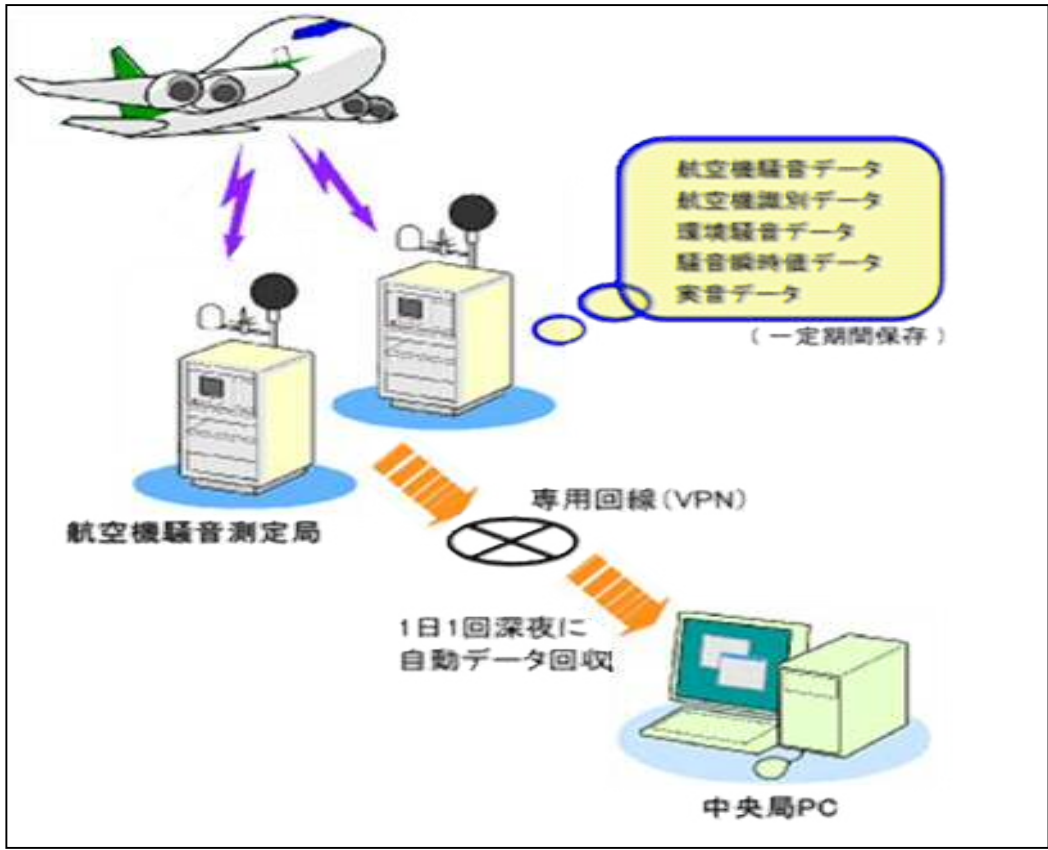 航空機騒音データ
航空機識別データ
環境騒音データ
騒音瞬時値データ
実音データ
(一定期間保存)
航空機騒音測定局
専用回線(VPN)
1日1回深夜に
自動データ回収
中央局PC